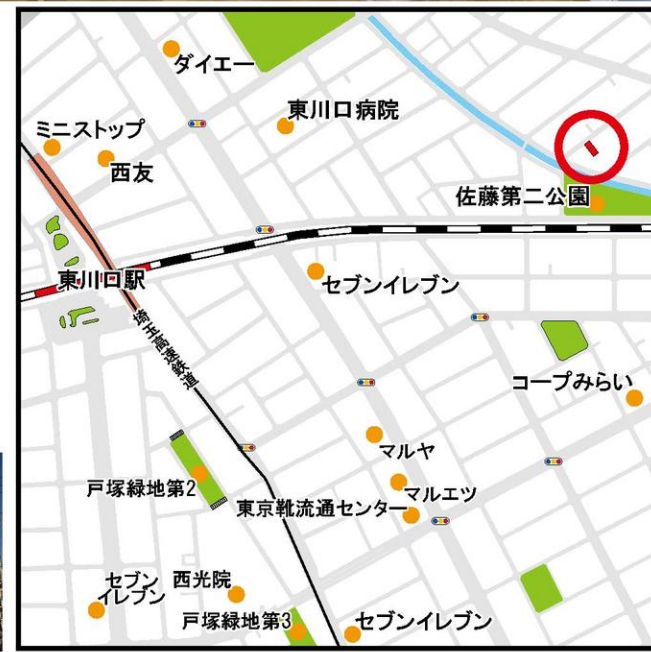 ダイエー
東川口病院
ミニストップ
西友
佐藤第二公園
東川口駅
セブンイレブン
埼玉高速鉄道
コープみらい
マルヤ
マルエツ
戸塚緑地第2
東京靴流通センター
セブン
イレブン
西光院
戸塚緑地第3
セブンイレブン